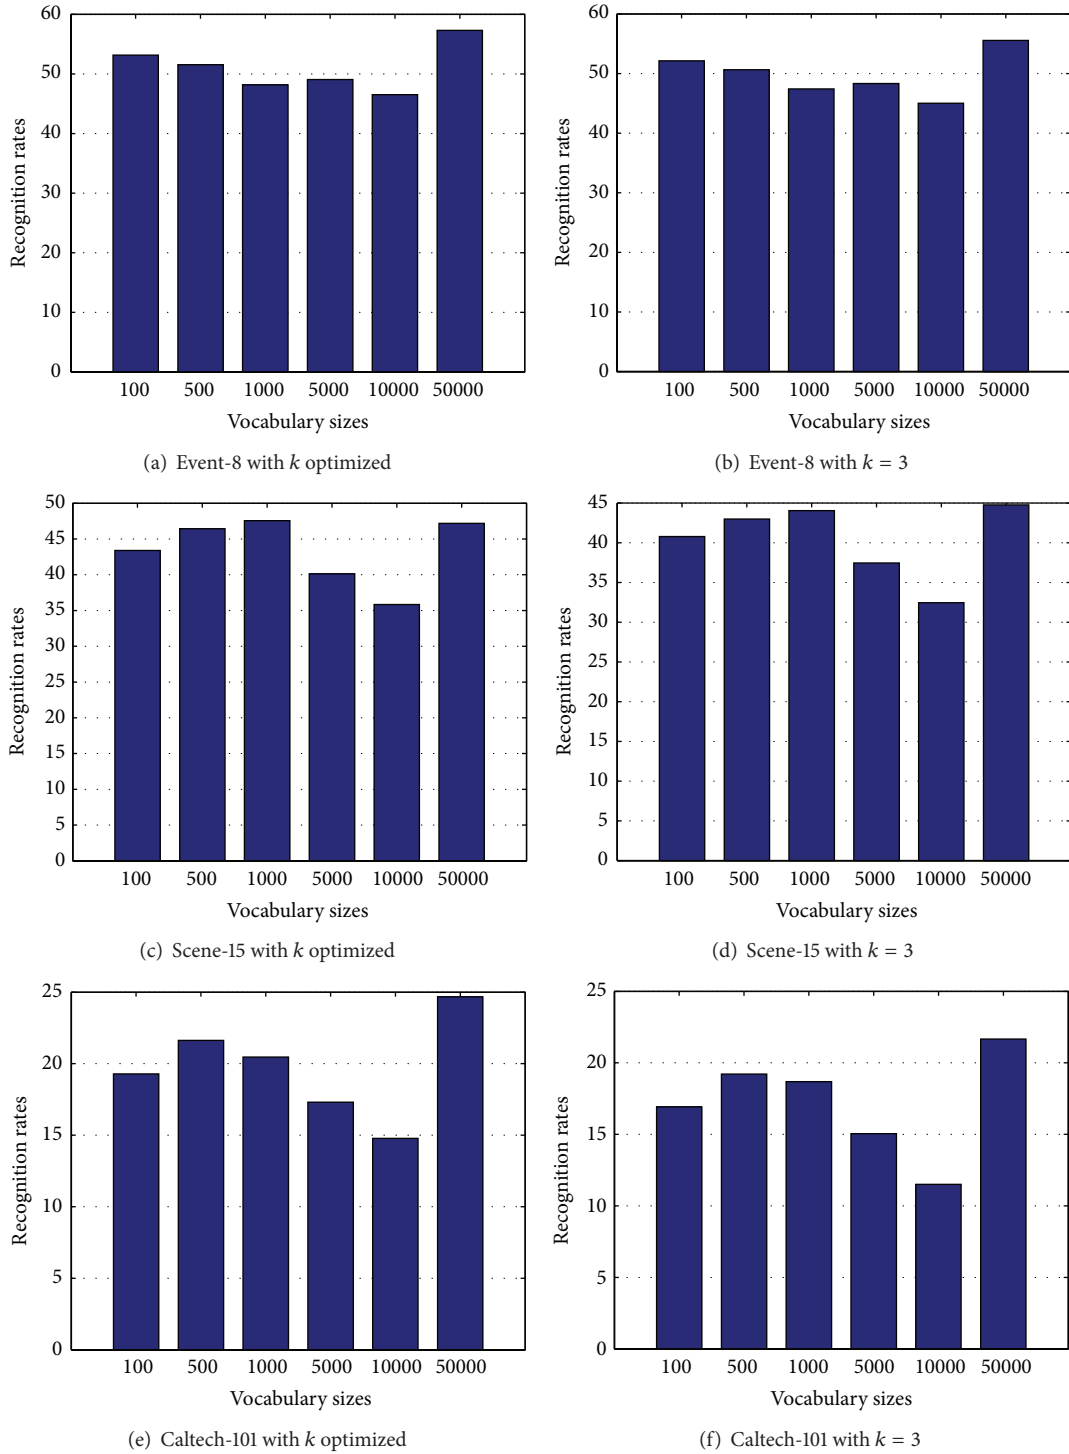 60
50
40
30
20
10
0
Recognition rates
100 500 1000 5000 10000 50000
Vocabulary sizes
(a) Event-8 with k optimized
60
50
40
30
20
10
0
Recognition rates
100 500 1000 5000 10000 50000
Vocabulary sizes
(b) Event-8 with k = 3
50
45
40
35
30
25
20
15
10
5
0
Recognition rates
100 500 1000 5000 10000 50000
Vocabulary sizes
(c) Scene-15 with k optimized
45
40
35
30
25
20
15
10
5
0
Recognition rates
100 500 1000 5000 10000 50000
Vocabulary sizes
(d) Scene-15 with k = 3
25
20
15
10
5
0
Recognition rates
100 500 1000 5000 10000 50000
Vocabulary sizes
(e) Caltech-101 with k optimized
25
20
15
10
5
0
Recognition rates
100 500 1000 5000 10000 50000
Vocabulary sizes
(f) Caltech-101 with k = 3